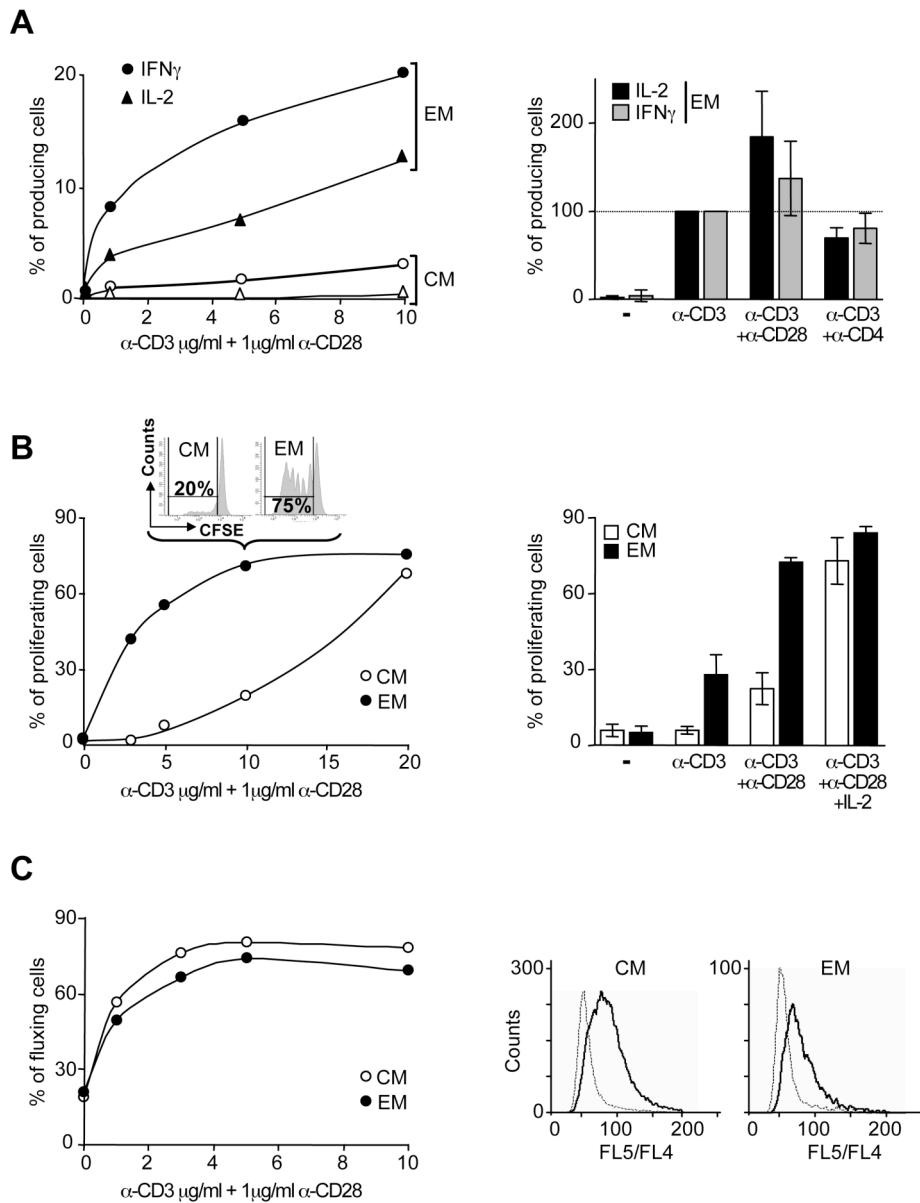 A
20
10
0
% of producing cells
IFNγ
IL-2
EM
CM
0 2 4 6 8 10
α-CD3 μg/ml + 1μg/ml α-CD28
200
100
0
% of producing cells
IL-2
IFNγ
EM
- α-CD3 α-CD3 α-CD3
+α-CD28 +α-CD4
B
Counts
CM
20%
EM
75%
CFSE
90
60
30
0
% of proliferating cells
CM
EM
0 5 10 15 20
α-CD3 μg/ml + 1μg/ml α-CD28
90
60
30
0
% of proliferating cells
CM
EM
- α-CD3 α-CD3 α-CD3
+α-CD28 +α-CD28
+IL-2
C
90
60
30
0
% of fluxing cells
CM
EM
0 2 4 6 8 10
α-CD3 μg/ml + 1μg/ml α-CD28
CM
300
0
Counts
0 100 200
FL5/FL4
EM
100
0 100 200
FL5/FL4